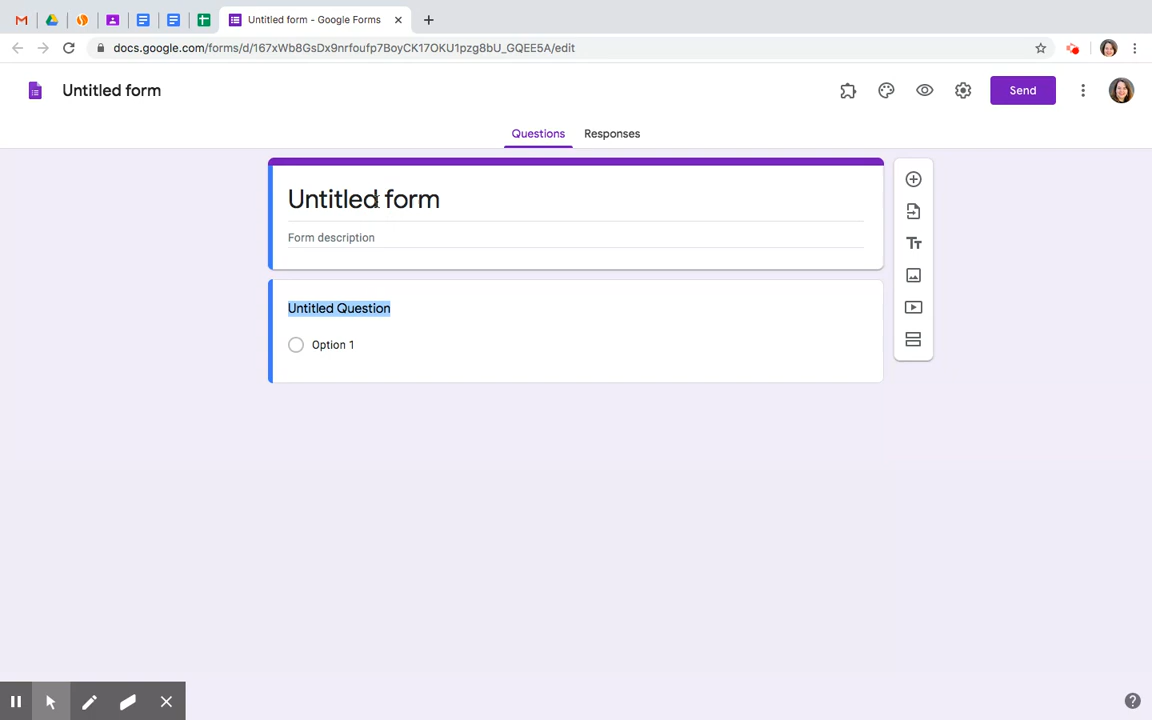 Untitled form - Google Forms
docs.google.com/forms/d/167xWb8GsDx9nrfoufp7BoyCK17OKU1pzg8bU_GQEE5A/edit
Untitled form
Send
Questions Responses
Untitled form
Form description
Tт
Untitled Question
Option 1